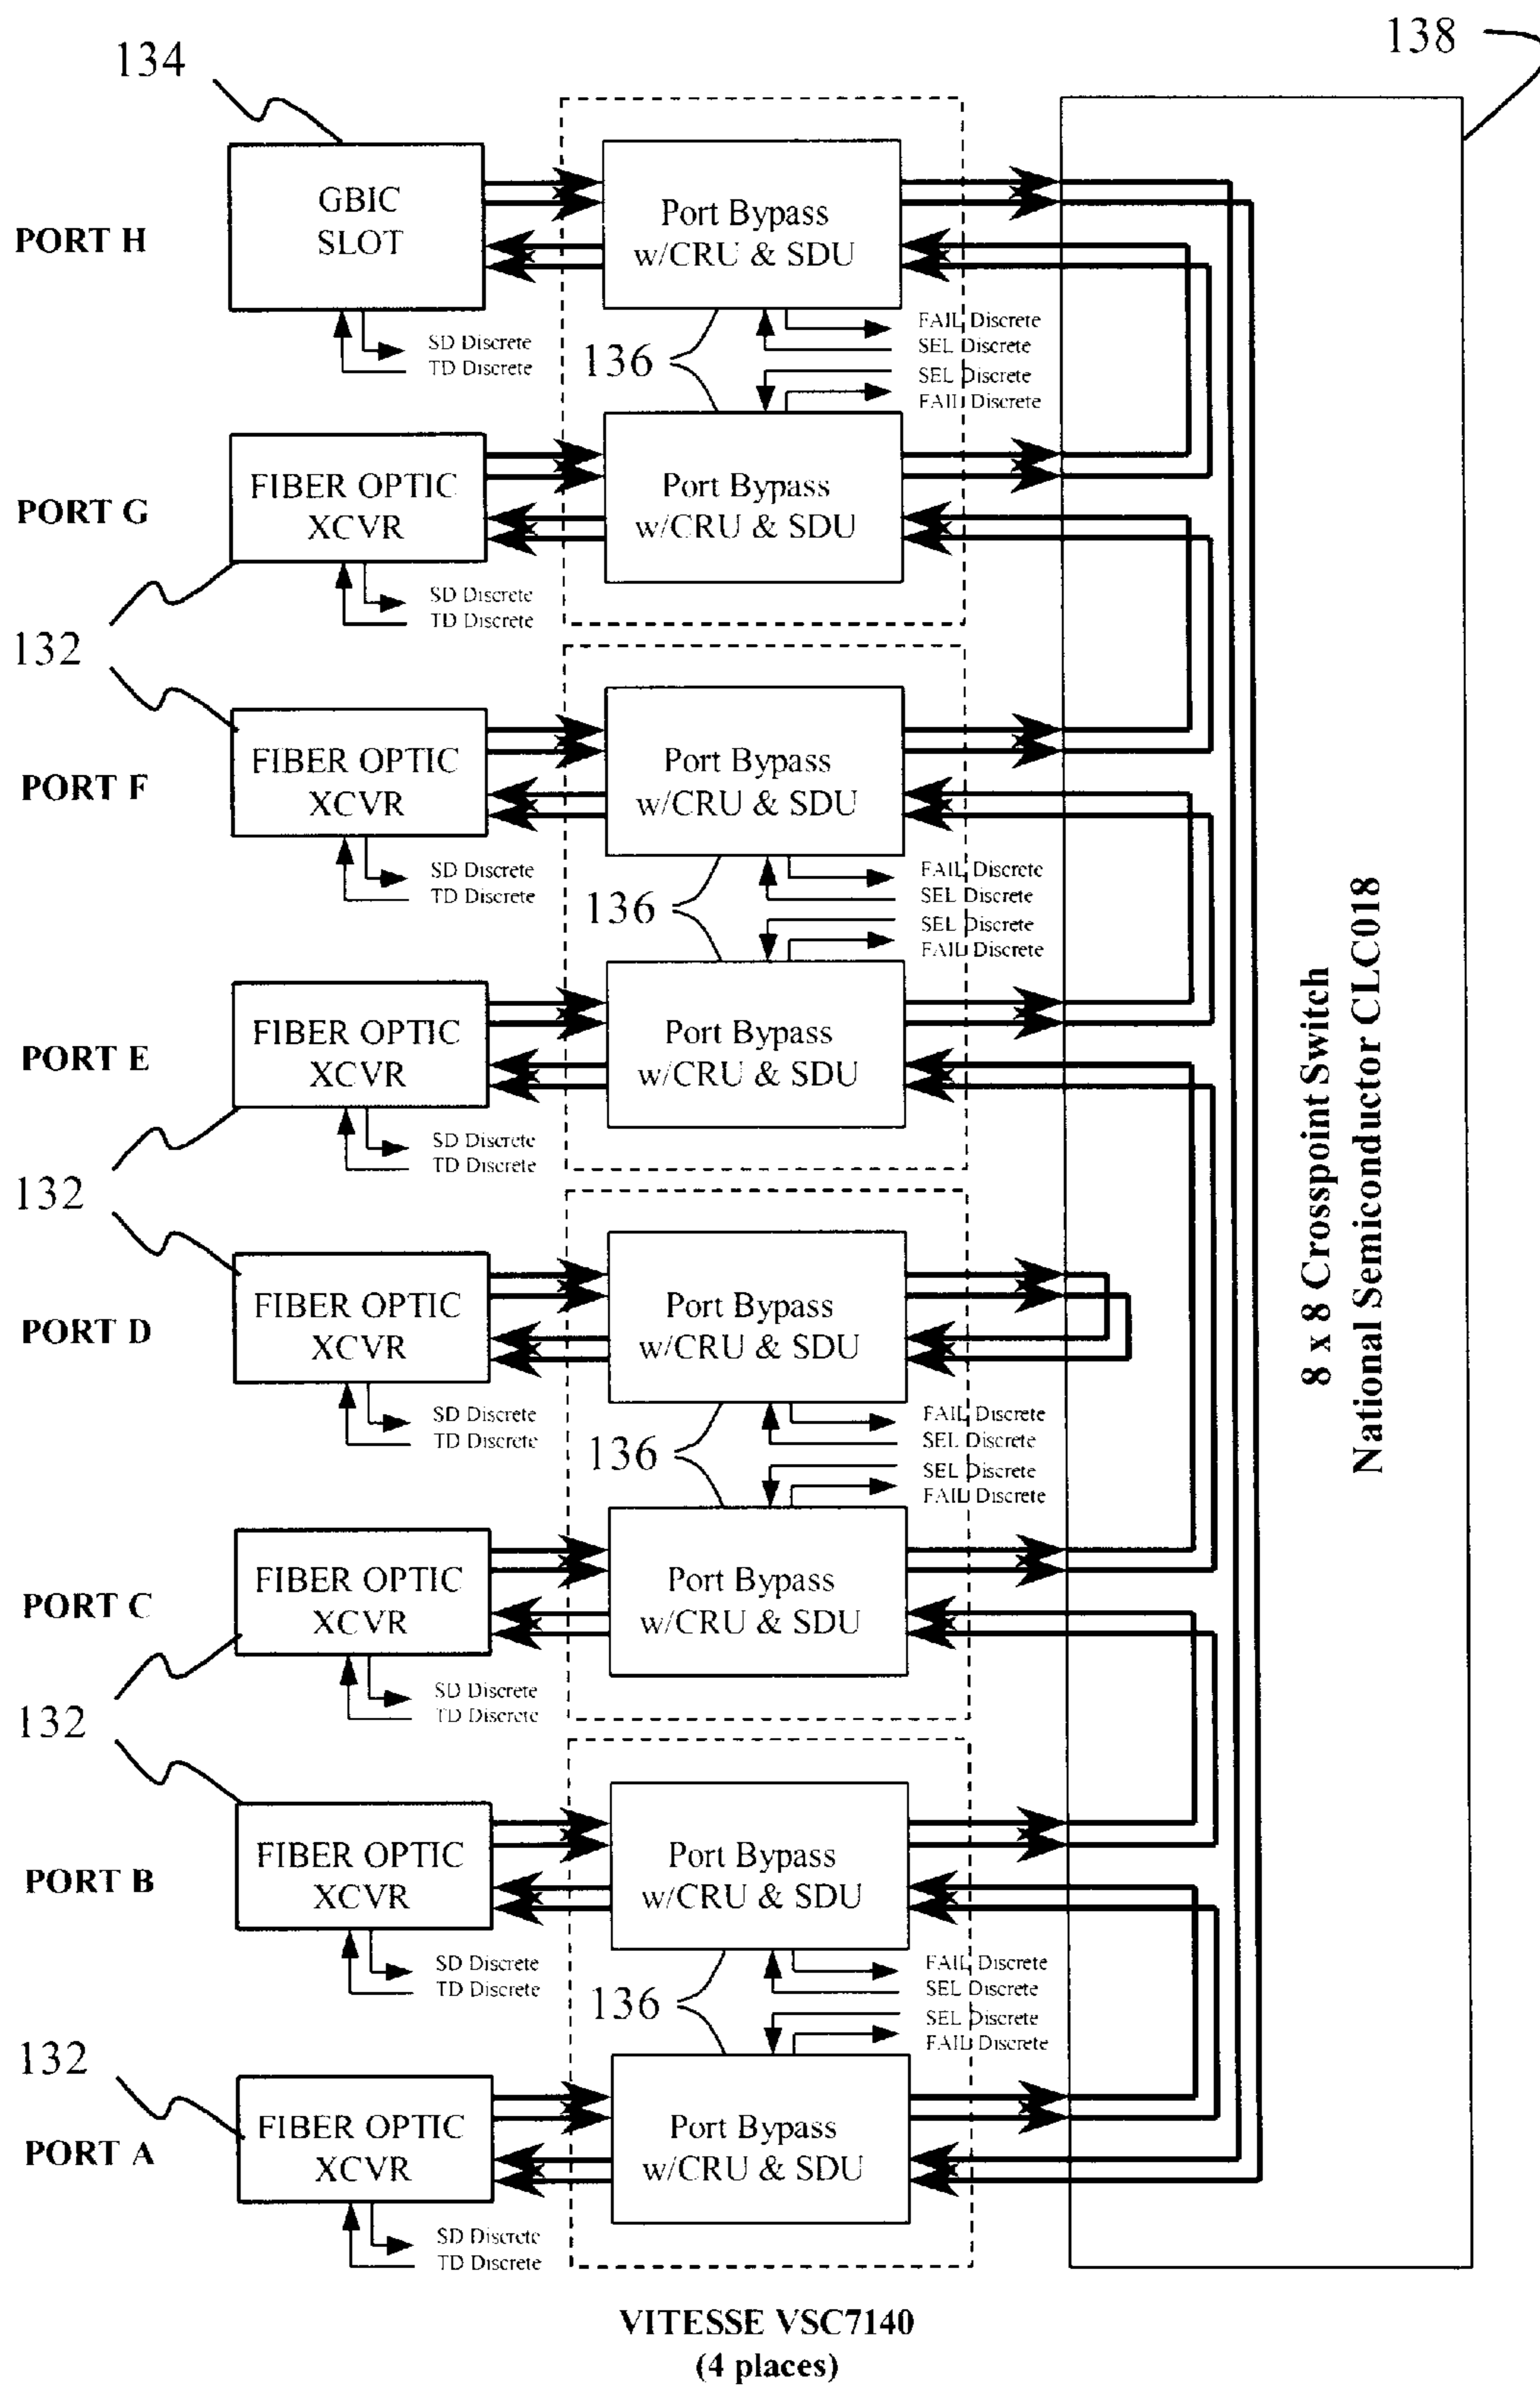 134
138
GBIC
SLOT
Port Bypass
w/CRU & SDU
PORT H
SD Discrete
TD Discrete
136
FAIL Discrete
SEL Discrete
SEL Discrete
FAIL Discrete
FIBER OPTIC
XCVR
Port Bypass
w/CRU & SDU
PORT G
SD Discrete
TD Discrete
132
FIBER OPTIC
XCVR
Port Bypass
w/CRU & SDU
PORT F
SD Discrete
TD Discrete
136
FAIL Discrete
SEL Discrete
SEL Discrete
FAIL Discrete
FIBER OPTIC
XCVR
Port Bypass
w/CRU & SDU
PORT E
SD Discrete
TD Discrete
132
8 x 8 Crosspoint Switch
National Semiconductor CLC018
FIBER OPTIC
XCVR
Port Bypass
w/CRU & SDU
PORT D
SD Discrete
TD Discrete
136
FAIL Discrete
SEL Discrete
SEL Discrete
FAIL Discrete
FIBER OPTIC
XCVR
Port Bypass
w/CRU & SDU
PORT C
SD Discrete
TD Discrete
132
FIBER OPTIC
XCVR
Port Bypass
w/CRU & SDU
PORT B
SD Discrete
TD Discrete
136
FAIL Discrete
SEL Discrete
SEL Discrete
FAIL Discrete
132
FIBER OPTIC
XCVR
Port Bypass
w/CRU & SDU
PORT A
SD Discrete
TD Discrete
VITESSE VSC7140
(4 places)